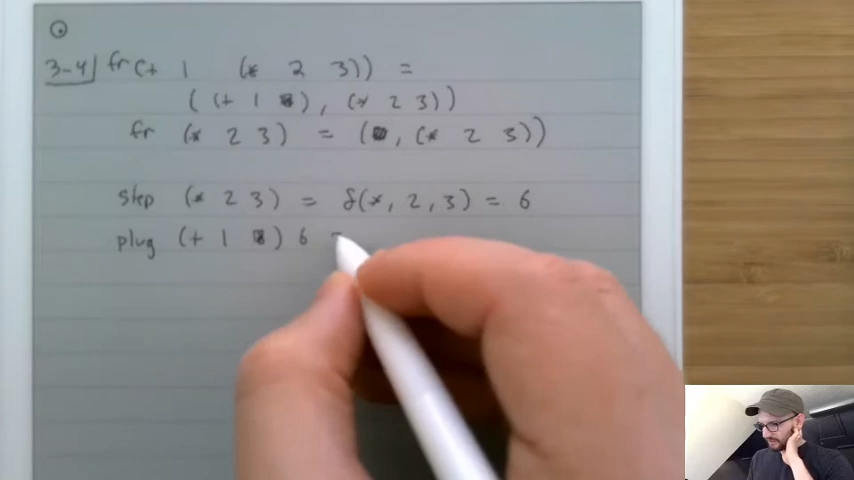 3-4| fr (+ 1 (* 2 3)) =
( (+ 1 ■), (* 2 3))
fr (* 2 3) = (■, (* 2 3))
step (* 2 3) = δ(*, 2, 3) = 6
plug (+ 1 ■) 6 =